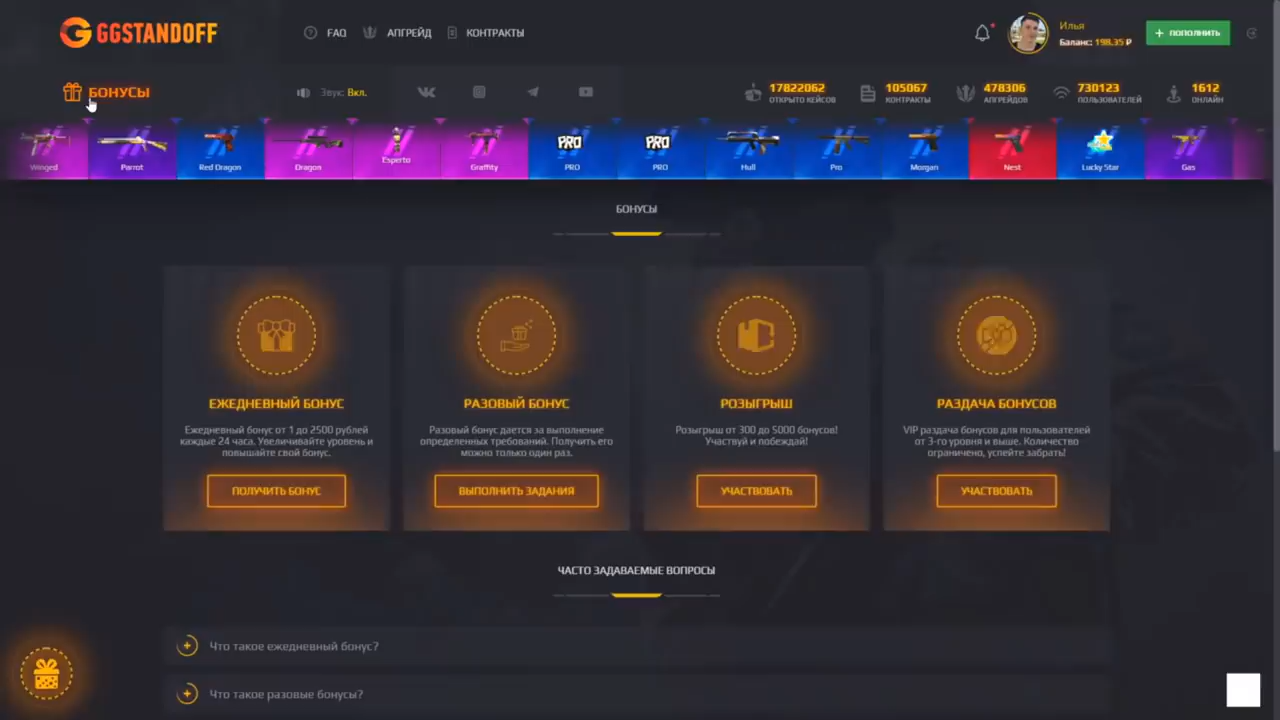 GGSTANDOFF
FAQ
АПГРЕЙД
КОНТРАКТЫ
Илья
Баланс: 198.35 ₽
+ ПОПОЛНИТЬ
БОНУСЫ
Звук: Вкл.
17822062
ОТКРЫТО КЕЙСОВ
105067
КОНТРАКТЫ
478306
АПГРЕЙДОВ
730123
ПОЛЬЗОВАТЕЛЕЙ
1612
ОНЛАЙН
PRO
PRO
Winged
Parrot
Red Dragon
Dragon
Esperto
Graffity
PRO
PRO
Hull
Pro
Morgan
Nest
Lucky Star
Gas
БОНУСЫ
ЕЖЕДНЕВНЫЙ БОНУС
Ежедневный бонус от 1 до 2500 рублей
каждые 24 часа. Увеличивайте уровень и
повышайте свой бонус.
ПОЛУЧИТЬ БОНУС
РАЗОВЫЙ БОНУС
Разовый бонус дается за выполнение
определенных требований. Получить его
можно только один раз.
ВЫПОЛНИТЬ ЗАДАНИЯ
РОЗЫГРЫШ
Розыгрыш от 300 до 5000 бонусов!
Участвуй и побеждай!
УЧАСТВОВАТЬ
РАЗДАЧА БОНУСОВ
VIP раздача бонусов для пользователей
от 3-го уровня и выше. Количество
ограничено, успейте забрать!
УЧАСТВОВАТЬ
ЧАСТО ЗАДАВАЕМЫЕ ВОПРОСЫ
Что такое ежедневный бонус?
Что такое разовые бонусы?